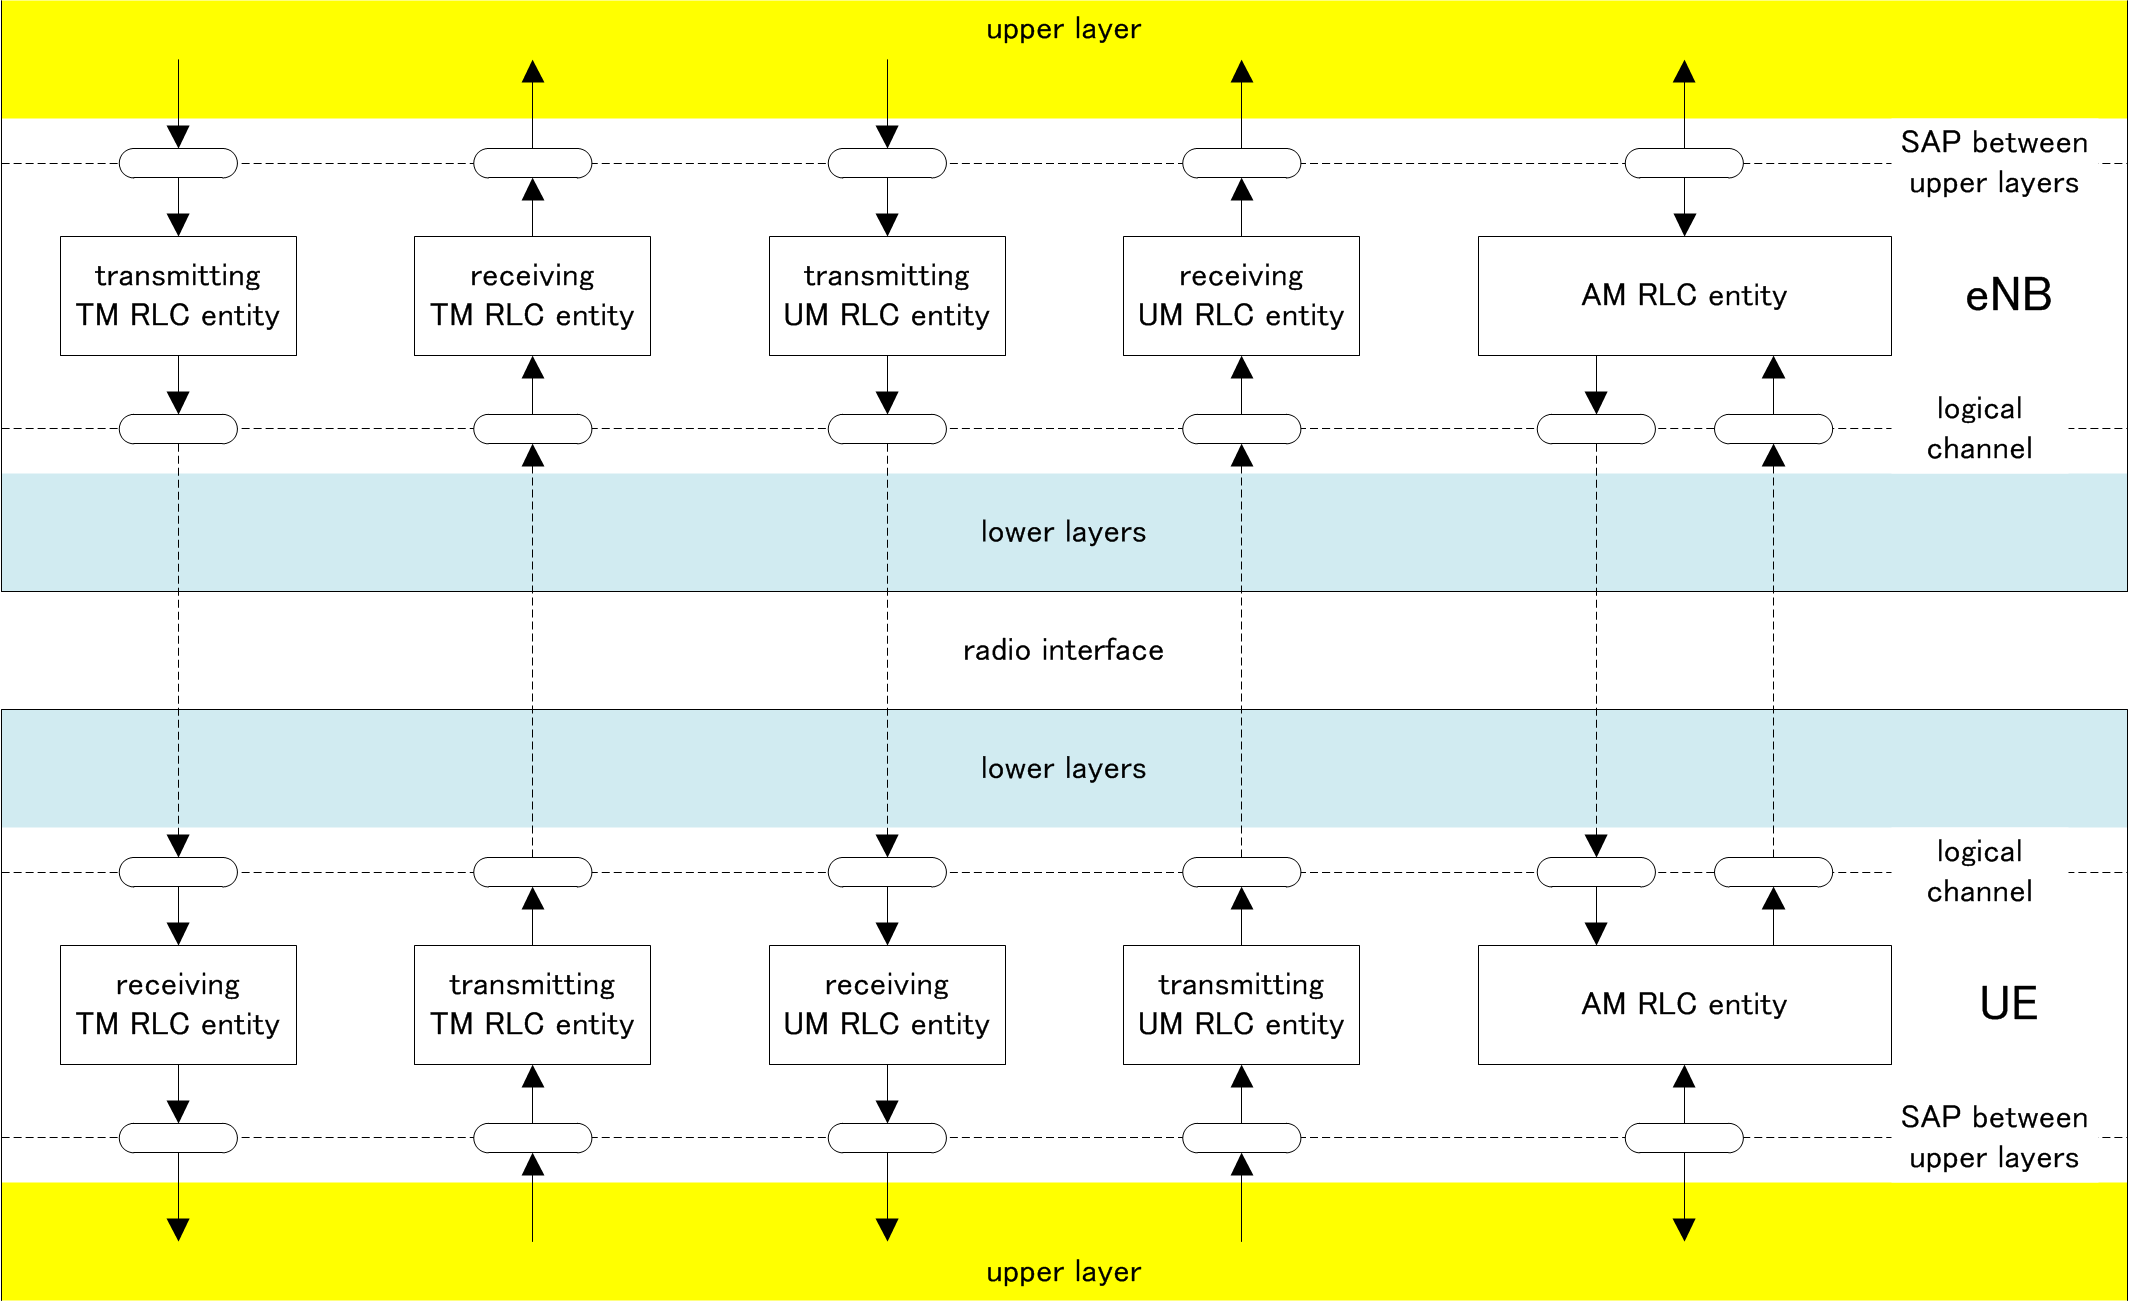 upper layer
SAP between
upper layers
transmitting
TM RLC entity
receiving
TM RLC entity
transmitting
UM RLC entity
receiving
UM RLC entity
AM RLC entity
eNB
logical
channel
lower layers
radio interface
lower layers
logical
channel
receiving
TM RLC entity
transmitting
TM RLC entity
receiving
UM RLC entity
transmitting
UM RLC entity
AM RLC entity
UE
SAP between
upper layers
upper layer